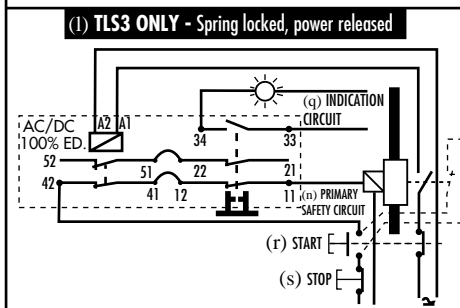 (l) TLS3 ONLY - Spring locked, power released
A2 A1
(q) INDICATION
CIRCUIT
AC/DC
100% ED.
34 33
52 51 22 21
42 41 12 11
(n) PRIMARY
SAFETY CIRCUIT
(r) START
(s) STOP